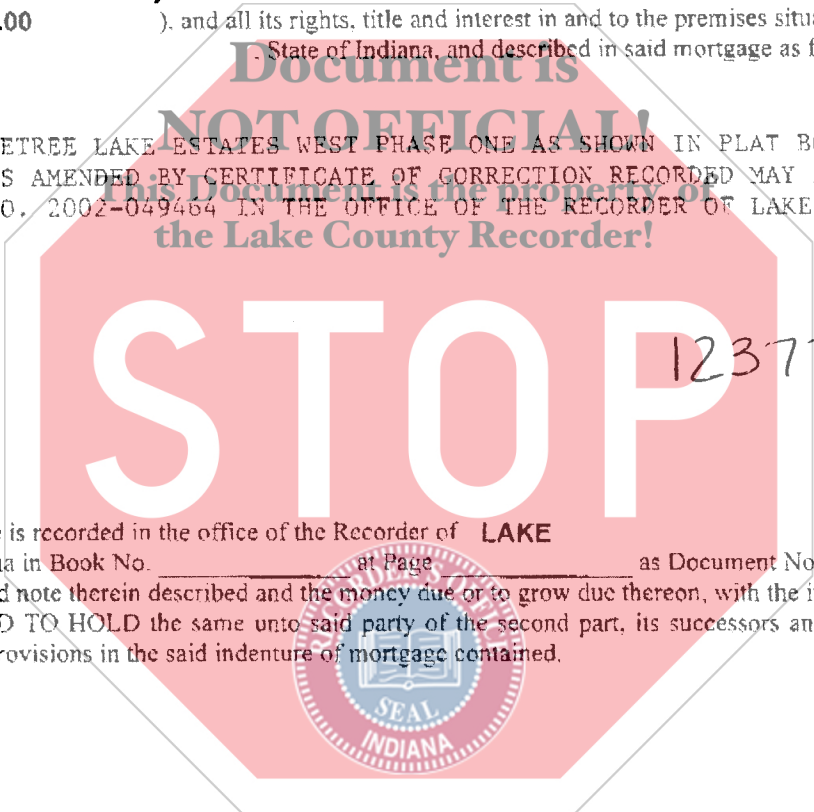 .00 ), and all its rights, title and interest in and to the premises situa
State of Indiana, and described in said mortgage as f
Document is
NOT OFFICIAL!
ETREE LAKE ESTATES WEST PHASE ONE AS SHOWN IN PLAT B
S AMENDED BY CERTIFICATE OF CORRECTION RECORDED MAY
This Document is the property of
O. 2002-049464 IN THE OFFICE OF THE RECORDER OF LAKE
the Lake County Recorder!
STOP
1237
e is recorded in the office of the Recorder of LAKE
na in Book No. at Page as Document No
d note therein described and the money due or to grow due thereon, with the i
D TO HOLD the same unto said party of the second part, its successors an
rovisions in the said indenture of mortgage contained.
RECORDER'S OFFICE
SEAL
INDIANA